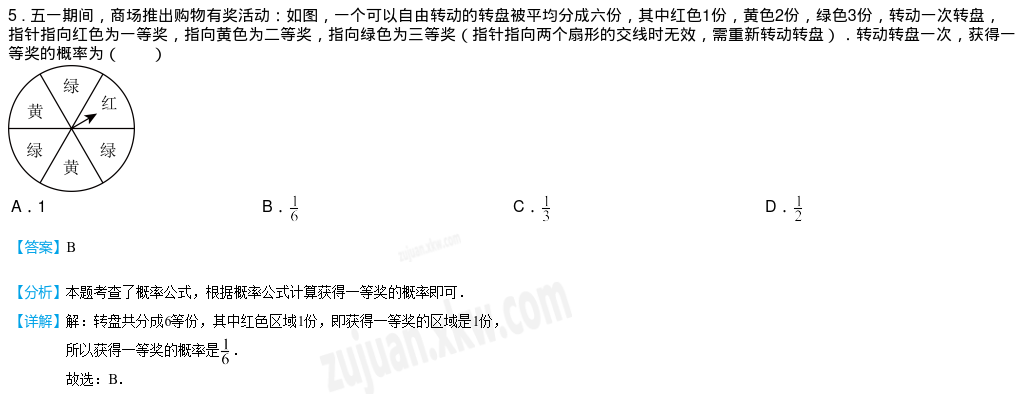 5．五一期间，商场推出购物有奖活动：如图，一个可以自由转动的转盘被平均分成六份，其中红色1份，黄色2份，绿色3份，转动一次转盘，
指针指向红色为一等奖，指向黄色为二等奖，指向绿色为三等奖（指针指向两个扇形的交线时无效，需重新转动转盘）．转动转盘一次，获得一
等奖的概率为（　　）
绿
黄 红
绿 绿
黄
A．1 B．1/6 C．1/3 D．1/2
【答案】B
【分析】本题考查了概率公式，根据概率公式计算获得一等奖的概率即可．
【详解】解：转盘共分成6等份，其中红色区域1份，即获得一等奖的区域是1份，
所以获得一等奖的概率是1/6．
故选：B．
zujuan.xkw.com
zujuan.xkw.com